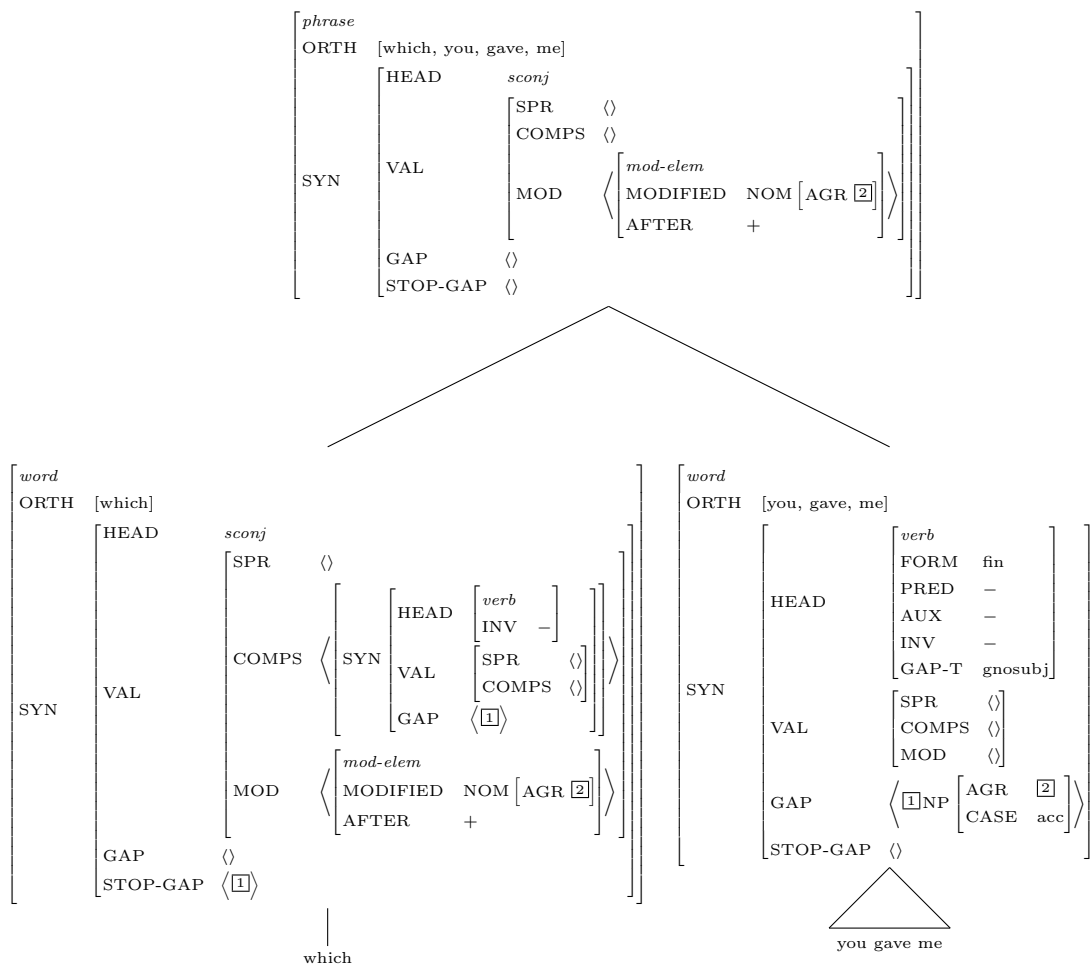 phrase
ORTH [which, you, gave, me]
HEAD sconj
SPR ⟨⟩
COMPS ⟨⟩
mod-elem
VAL
SYN
MOD ⟨ MODIFIED NOM [AGR 2] ⟩
AFTER +
GAP ⟨⟩
STOP-GAP ⟨⟩
word
ORTH [which]
HEAD sconj
SPR ⟨⟩
HEAD verb
INV −
COMPS ⟨ SYN
VAL SPR ⟨⟩
COMPS ⟨⟩
GAP ⟨1⟩
VAL
SYN
mod-elem
MOD ⟨ MODIFIED NOM [AGR 2] ⟩
AFTER +
GAP ⟨⟩
STOP-GAP ⟨1⟩
which
word
ORTH [you, gave, me]
verb
FORM fin
PRED −
HEAD
AUX −
INV −
GAP-T gnosubj
SYN
SPR ⟨⟩
VAL COMPS ⟨⟩
MOD ⟨⟩
GAP ⟨ 1 NP AGR 2
CASE acc ⟩
STOP-GAP ⟨⟩
you gave me